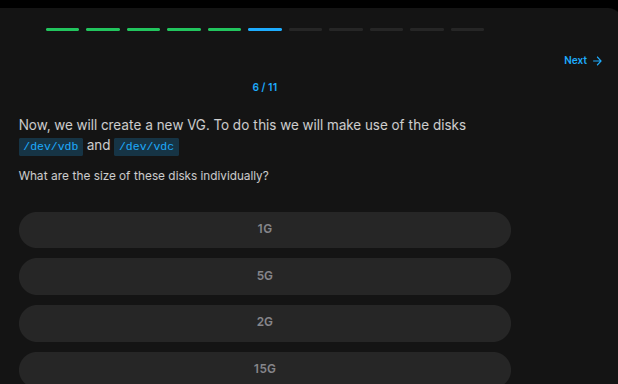 Next →
6 / 11
Now, we will create a new VG. To do this we will make use of the disks
/dev/vdb and /dev/vdc
What are the size of these disks individually?
1G
5G
2G
15G